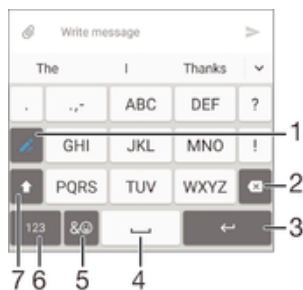 Write message
The I Thanks
. .,- ABC DEF ?
GHI JKL MNO ! 1
PQRS TUV WXYZ 2
123 &☺ 3
7 6 5 4